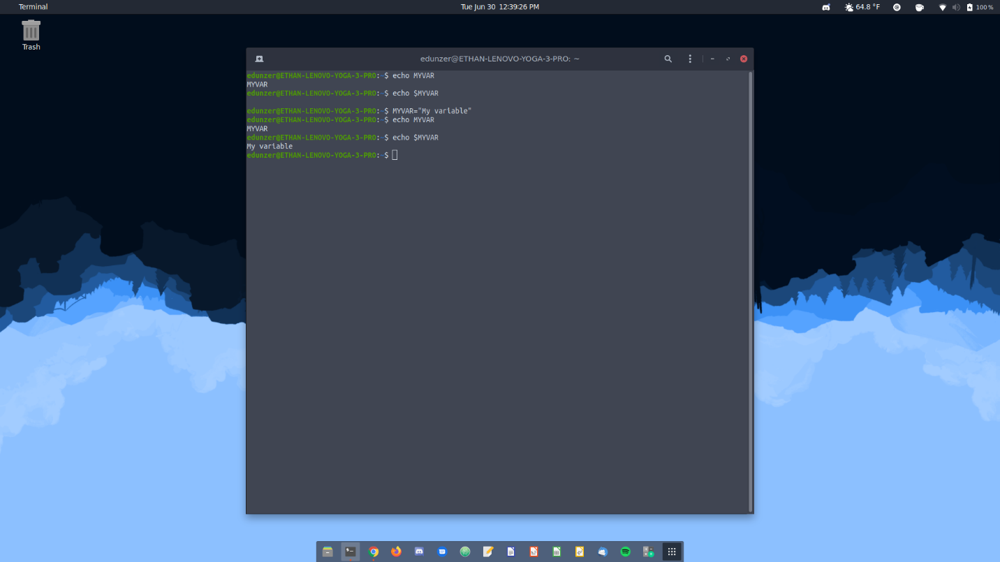 Terminal
Tue Jun 30 12:39:26 PM
64.8 °F
100 %
Trash
edunzer@ETHAN-LENOVO-YOGA-3-PRO: ~
edunzer@ETHAN-LENOVO-YOGA-3-PRO:~$ echo MYVAR
MYVAR
edunzer@ETHAN-LENOVO-YOGA-3-PRO:~$ echo $MYVAR
edunzer@ETHAN-LENOVO-YOGA-3-PRO:~$ MYVAR="My variable"
edunzer@ETHAN-LENOVO-YOGA-3-PRO:~$ echo MYVAR
MYVAR
edunzer@ETHAN-LENOVO-YOGA-3-PRO:~$ echo $MYVAR
My variable
edunzer@ETHAN-LENOVO-YOGA-3-PRO:~$